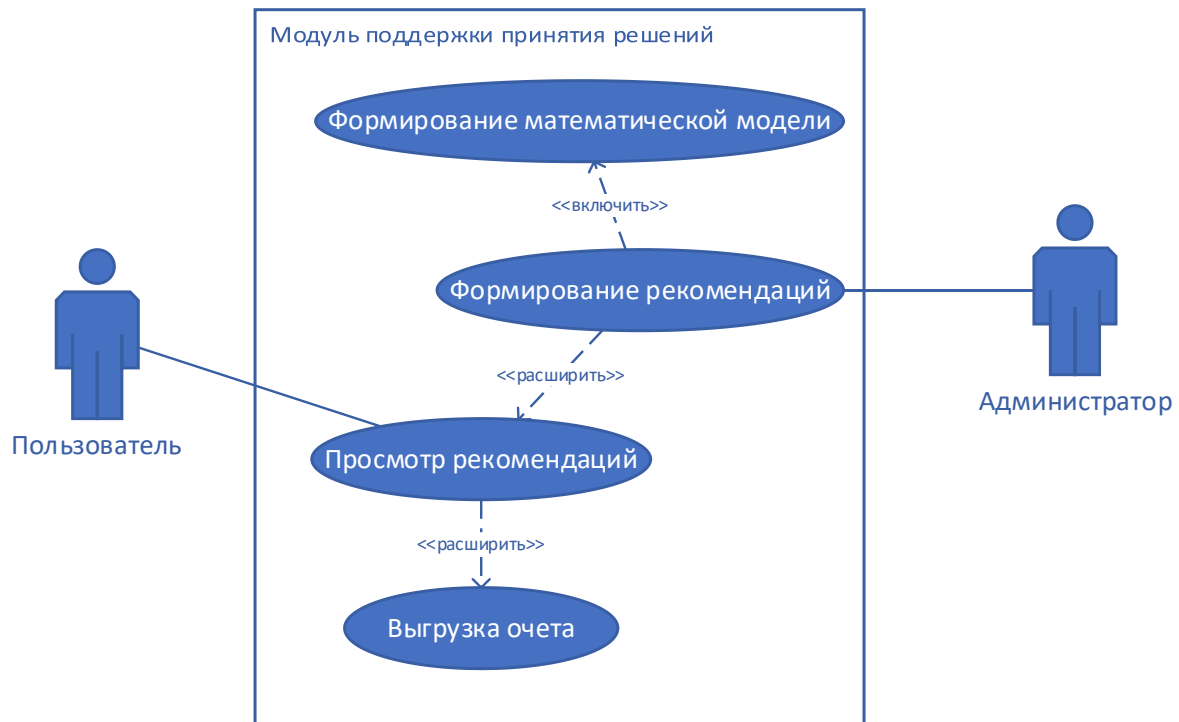 Модуль поддержки принятия решений
Формирование математической модели
<<включить>>
Формирование рекомендаций
<<расширить>>
Администратор
Пользователь
Просмотр рекомендаций
<<расширить>>
Выгрузка очета